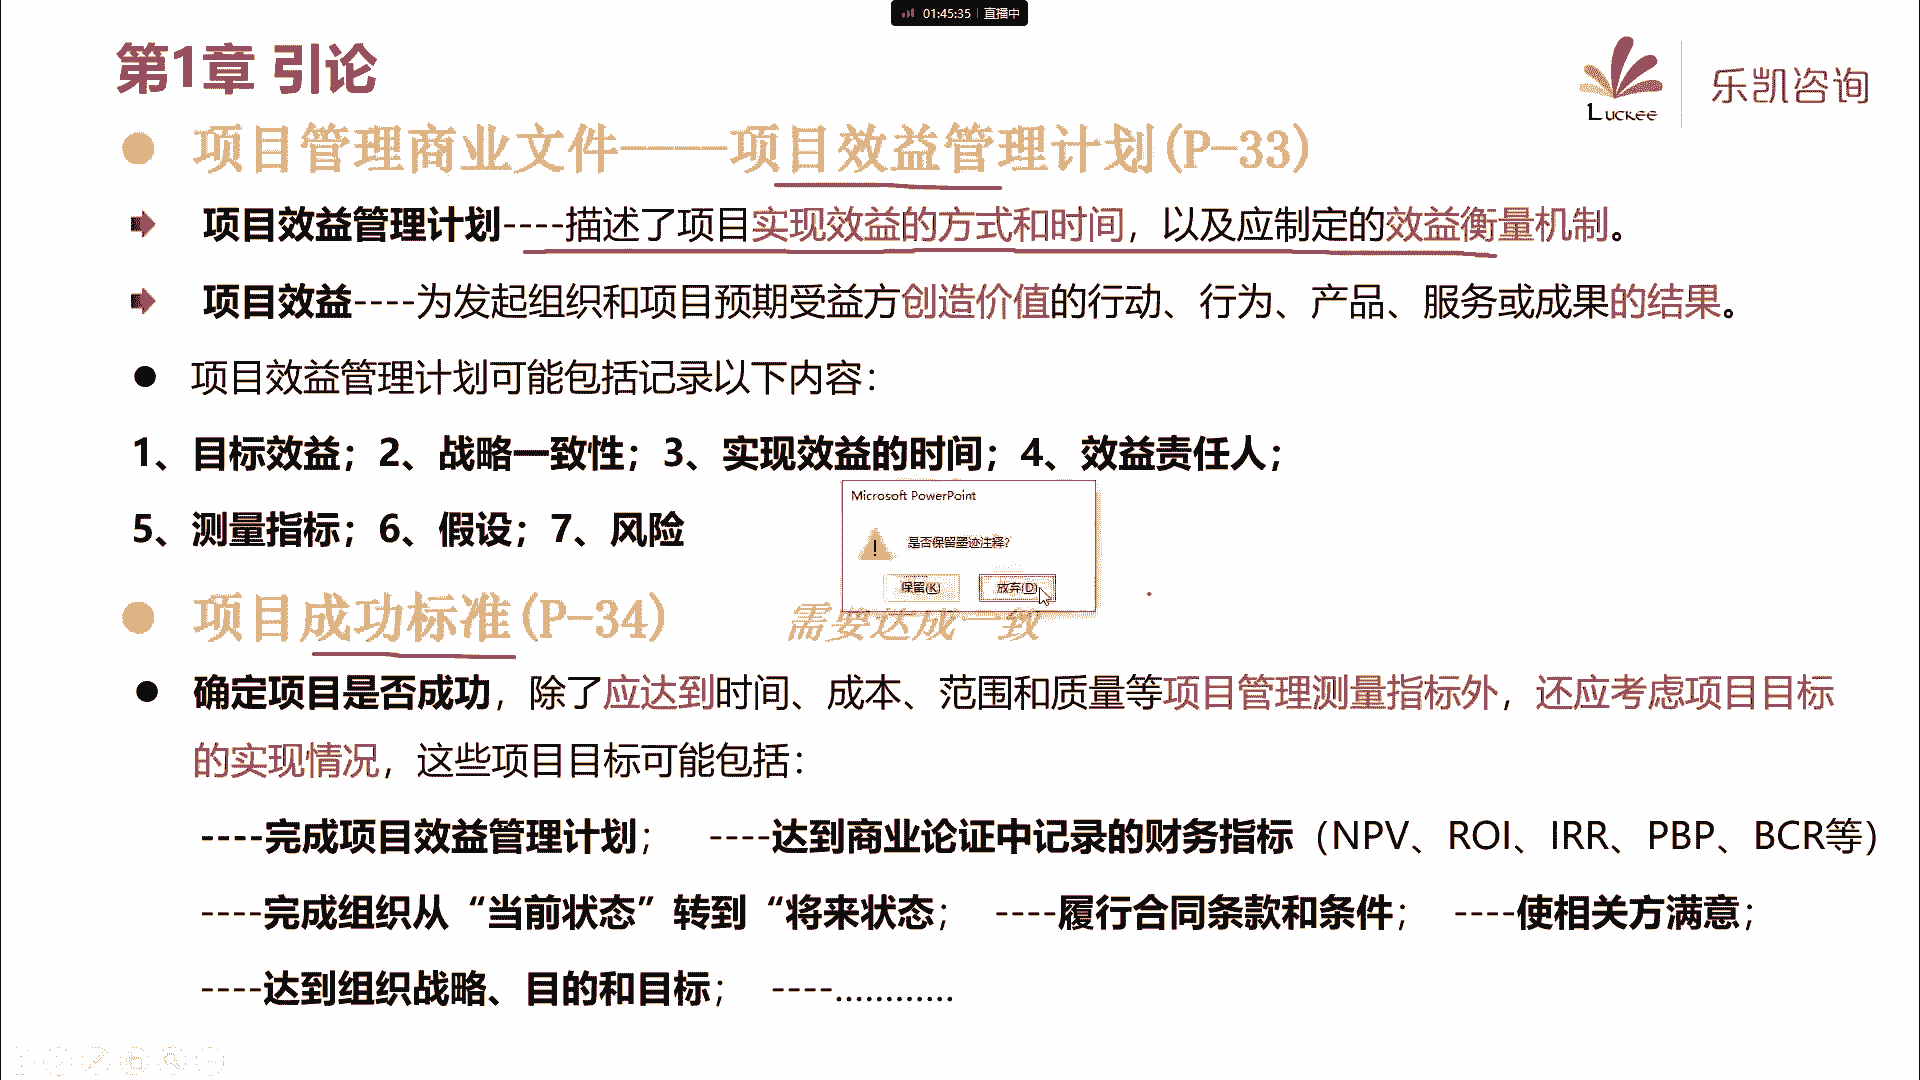 01:45:35 直播中
第1章 引论
Luckee 乐凯咨询
项目管理商业文件----项目效益管理计划(P-33)
项目效益管理计划----描述了项目实现效益的方式和时间，以及应制定的效益衡量机制。
项目效益----为发起组织和项目预期受益方创造价值的行动、行为、产品、服务或成果的结果。
项目效益管理计划可能包括记录以下内容：
1、目标效益；2、战略一致性；3、实现效益的时间；4、效益责任人；
5、测量指标；6、假设；7、风险
Microsoft PowerPoint
是否保留墨迹注释?
保留(K) 放弃(D)
项目成功标准(P-34) 需要达成一致
确定项目是否成功，除了应达到时间、成本、范围和质量等项目管理测量指标外，还应考虑项目目标
的实现情况，这些项目目标可能包括：
----完成项目效益管理计划； ----达到商业论证中记录的财务指标（NPV、ROI、IRR、PBP、BCR等）
----完成组织从“当前状态”转到“将来状态； ----履行合同条款和条件； ----使相关方满意；
----达到组织战略、目的和目标； ----…………